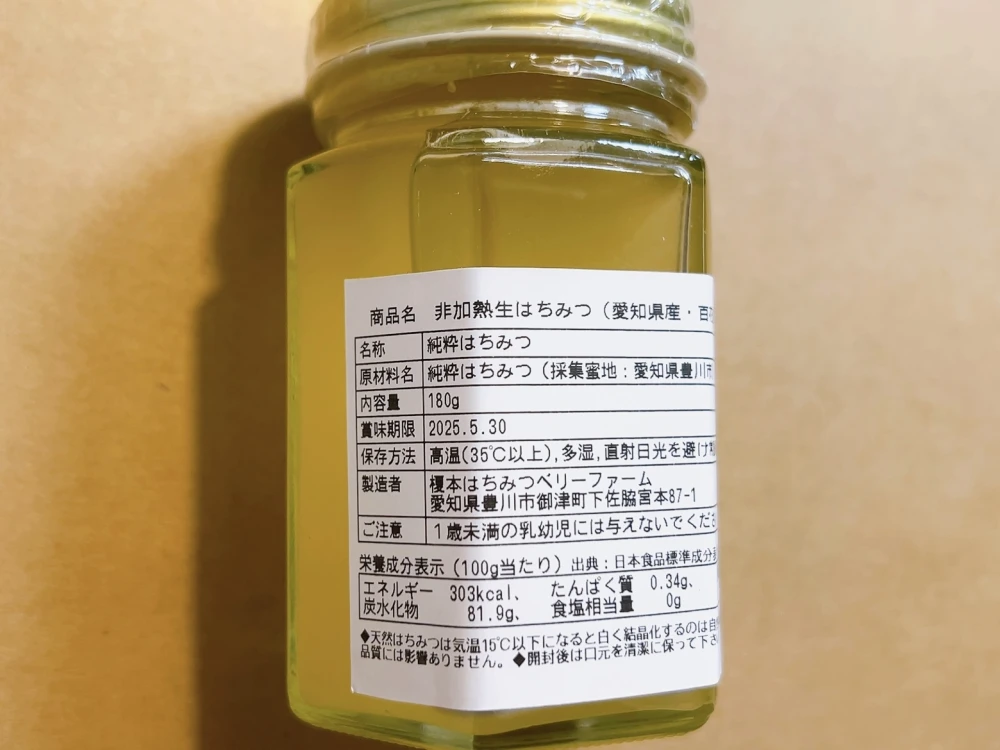 商品名 非加熱生はちみつ(愛知県産・百
名称 純粋はちみつ
原材料名 純粋はちみつ(採集蜜地:愛知県豊川市
内容量 180g
賞味期限 2025.5.30
保存方法 高温(35℃以上),多湿,直射日光を避け
製造者 榎本はちみつベリーファーム
愛知県豊川市御津町下佐脇宮本87-1
ご注意 1歳未満の乳幼児には与えないでくださ
栄養成分表示(100g当たり)出典:日本食品標準成分
エネルギー 303kcal、 たんぱく質 0.34g、
炭水化物 81.9g、 食塩相当量 0g
◆天然はちみつは気温15℃以下になると白く結晶化するのは自
品質には影響ありません。◆開封後は口元を清潔に保って下さ